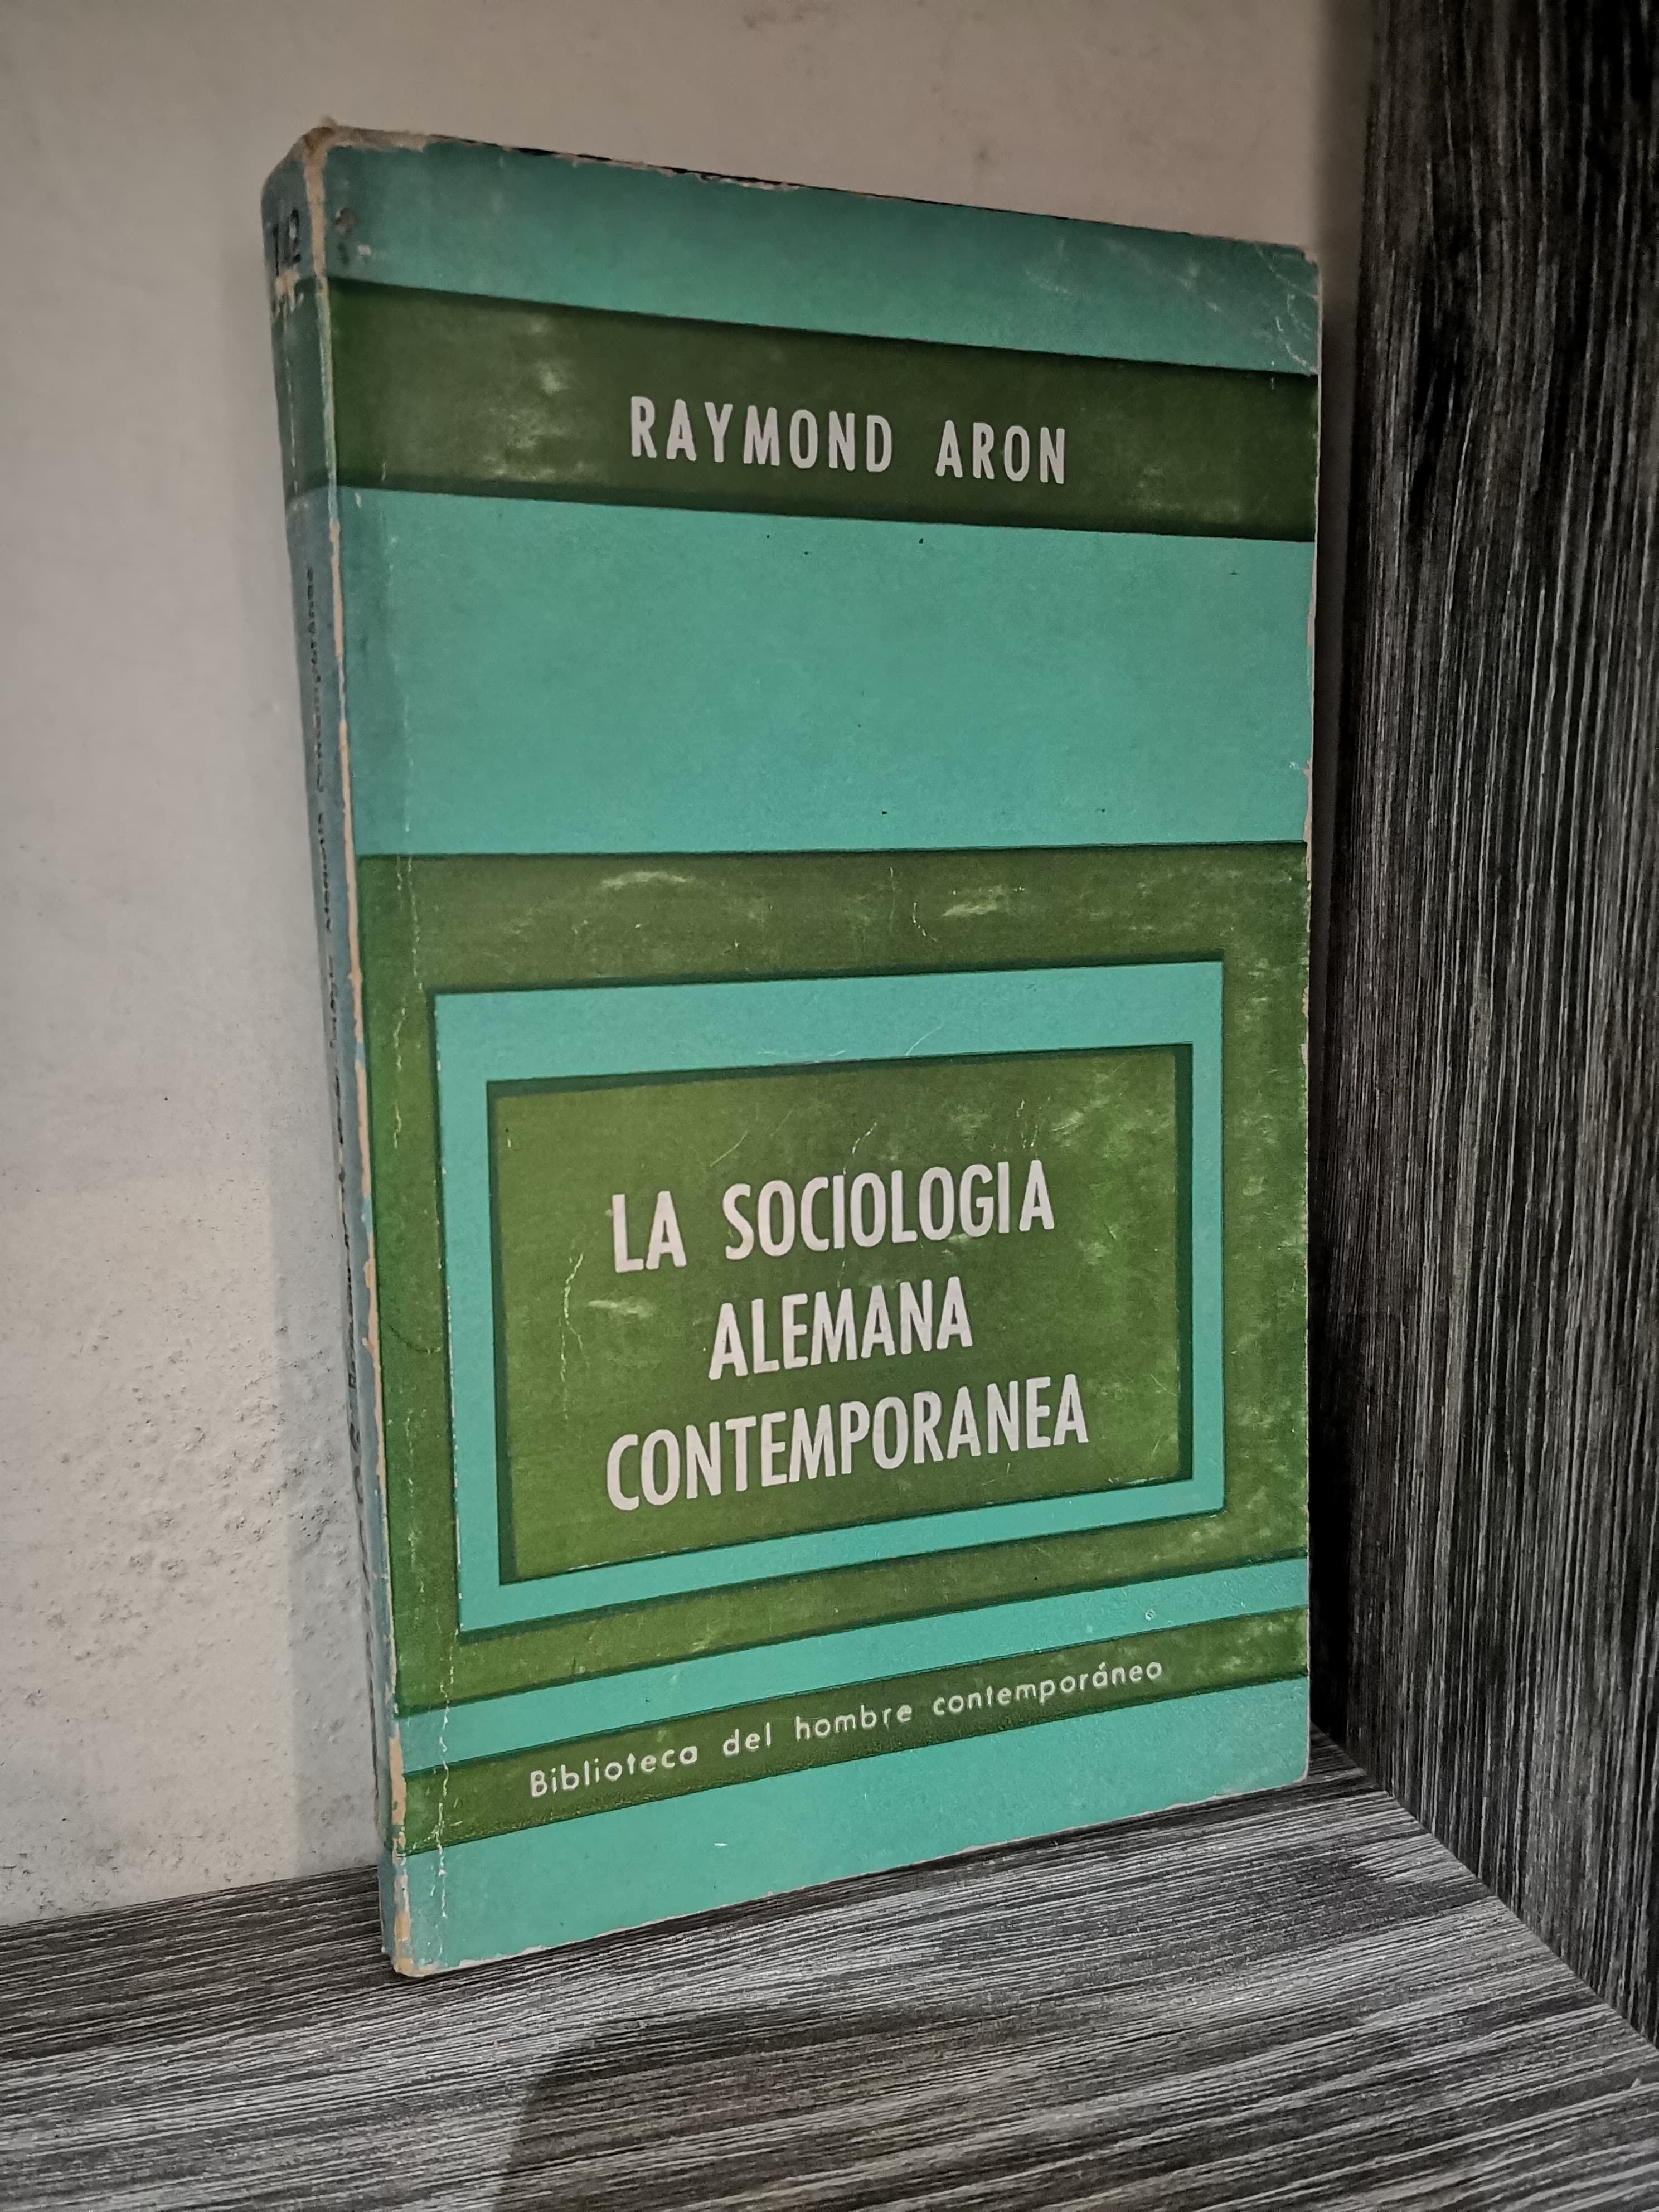 RAYMOND ARON
LA SOCIOLOGIA
ALEMANA
CONTEMPORANEA
Biblioteca del hombre contemporáneo